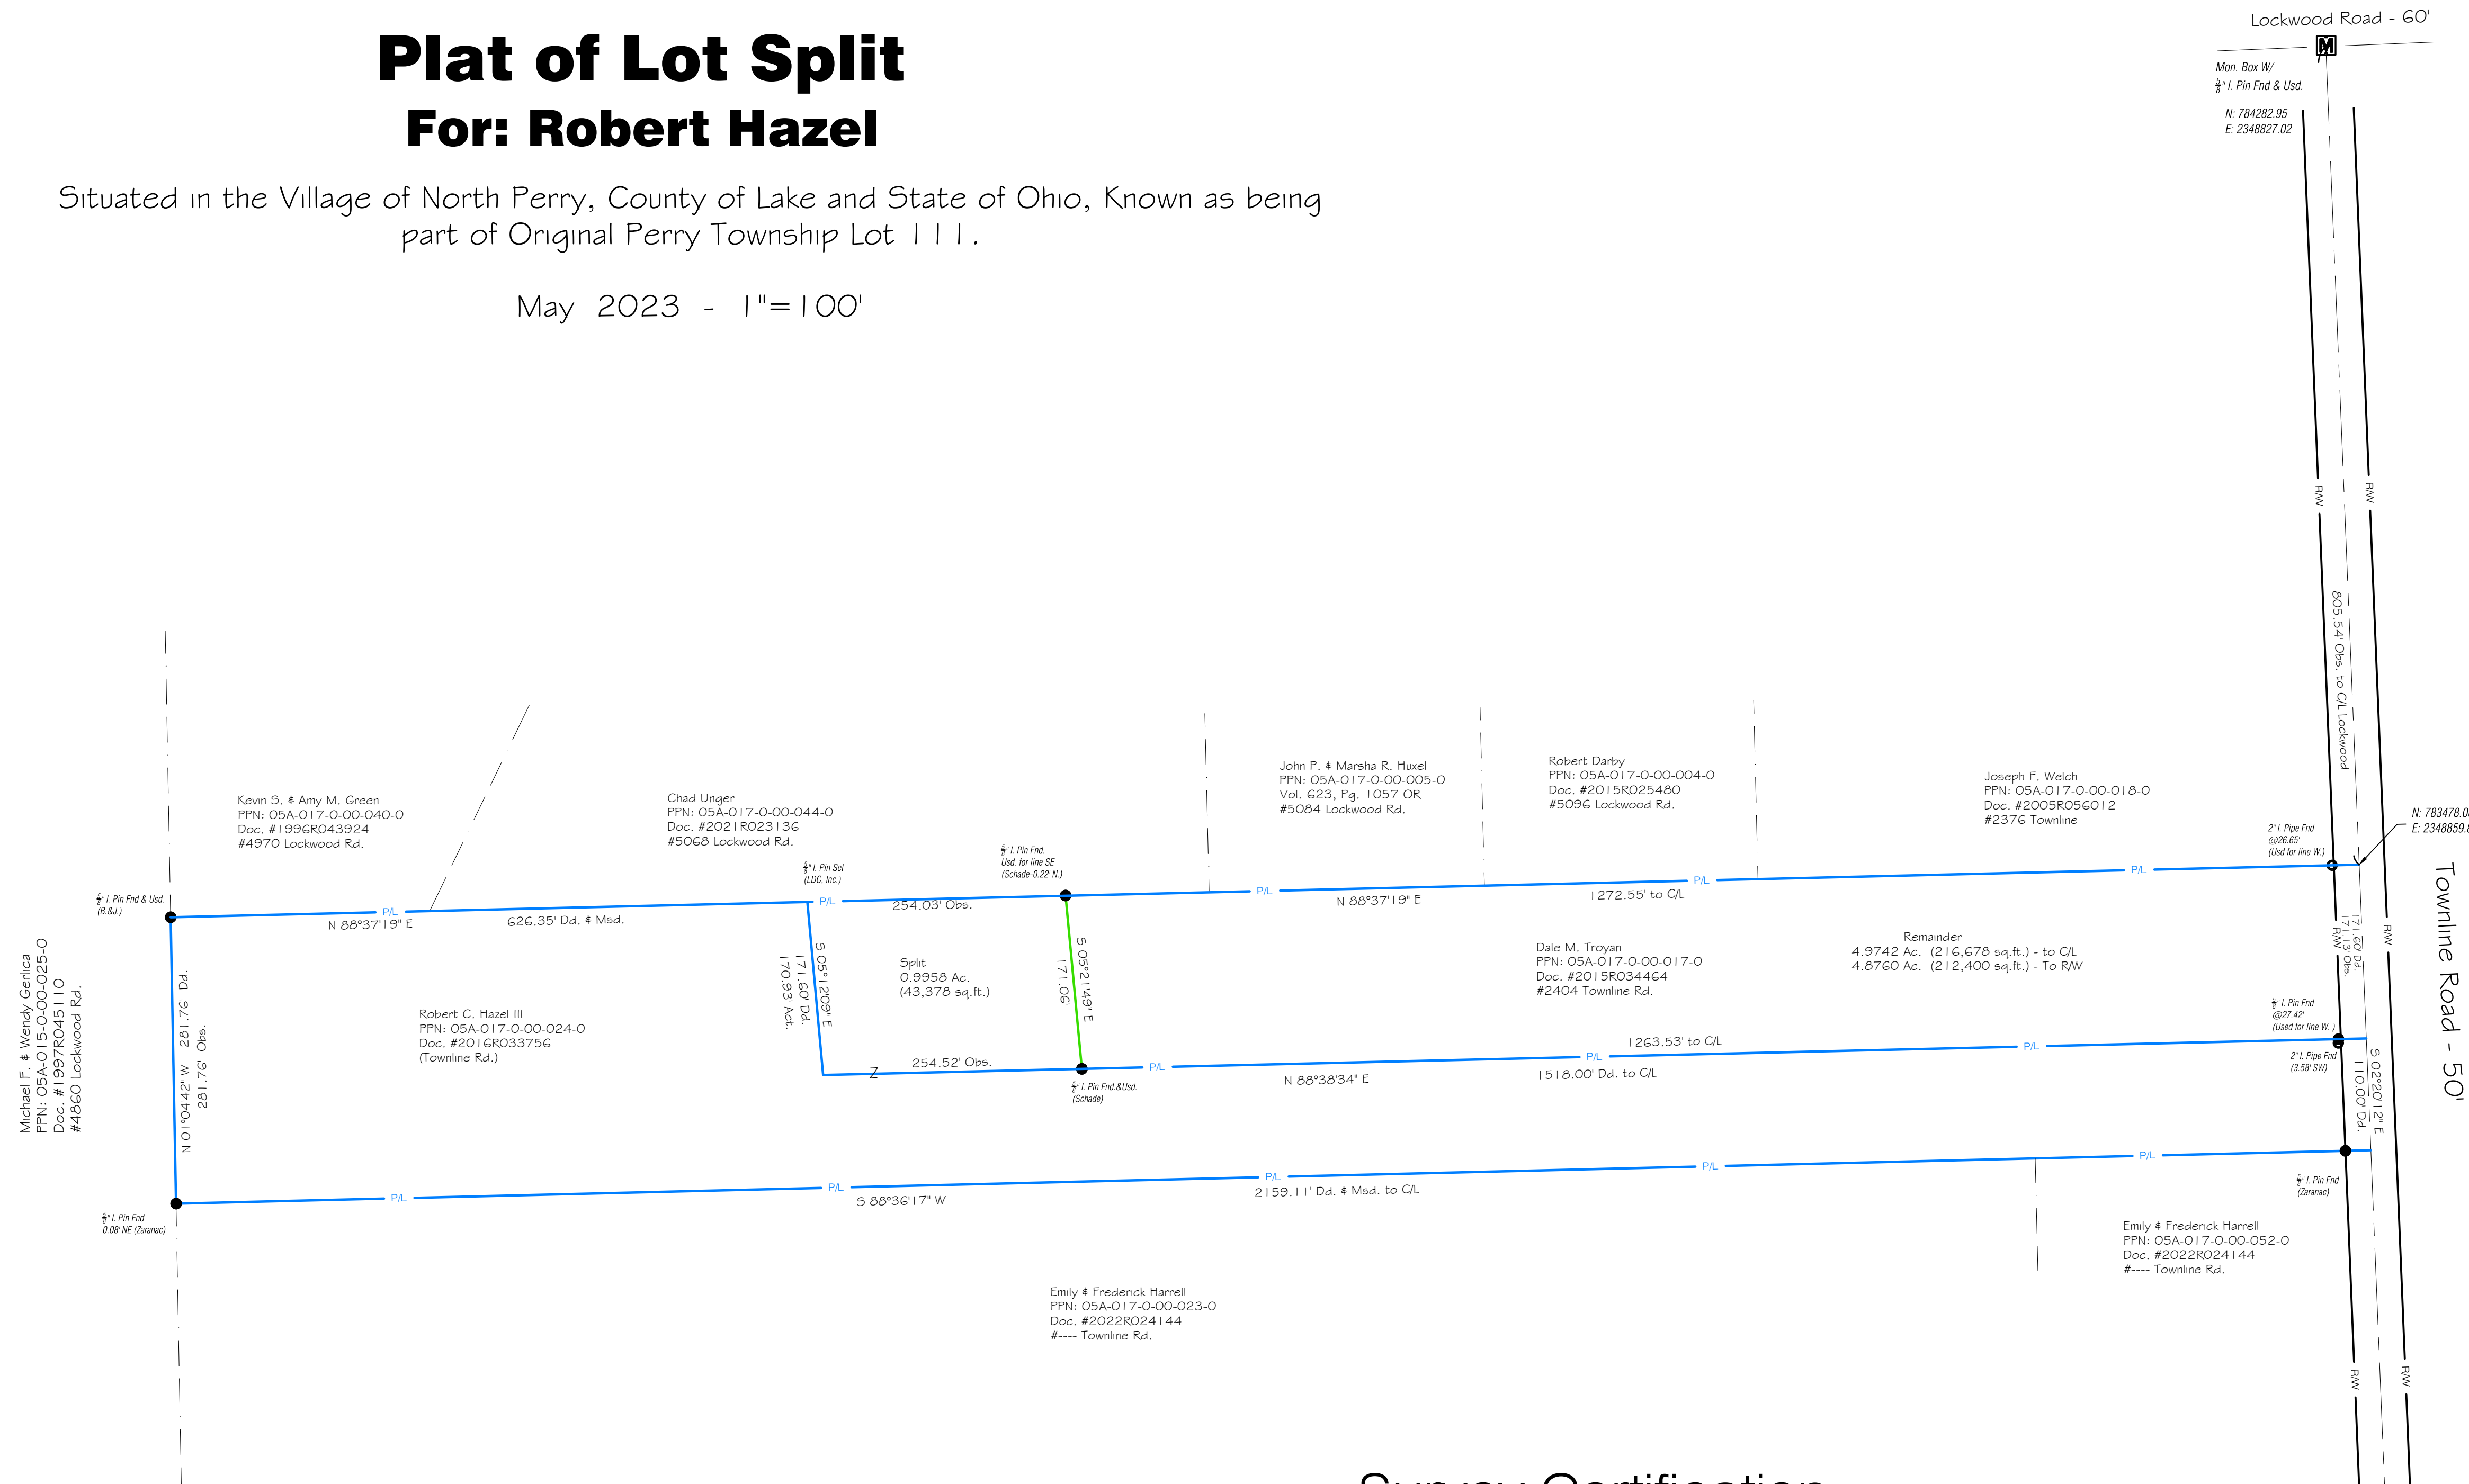 Plat of Lot Split
For: Robert Hazel
Situated in the Village of North Perry, County of Lake and State of Ohio, Known as being
part of Original Perry Township Lot 111.
May 2023 - 1"=100'
Lockwood Road - 60'
M
Mon. Box W/
5/8" I. Pin Fnd & Usd.
N: 784282.95
E: 2348827.02
R/W
R/W
805.54' Obs. to C/L Lockwood
Kevin S. & Amy M. Green
PPN: 05A-017-0-00-040-0
Doc. #1996R043924
#4970 Lockwood Rd.
Chad Unger
PPN: 05A-017-0-00-044-0
Doc. #2021R023136
#5068 Lockwood Rd.
John P. & Marsha R. Huxel
PPN: 05A-017-0-00-005-0
Vol. 623, Pg. 1057 OR
#5084 Lockwood Rd.
Robert Darby
PPN: 05A-017-0-00-004-0
Doc. #2015R025480
#5096 Lockwood Rd.
Joseph F. Welch
PPN: 05A-017-0-00-018-0
Doc. #2005R056012
#2376 Townline
2" I. Pipe Fnd
@26.65'
(Usd for line W.)
N: 783478.0
E: 2348859.
5/8" I. Pin Set
(LDC, Inc.)
5/8" I. Pin Fnd.
Usd. for line SE
(Schade-0.22' N.)
5/8" I. Pin Fnd & Usd.
(B.&J.)
P/L
P/L
P/L
P/L
P/L
N 88°37'19" E
626.35' Dd. & Msd.
254.03' Obs.
N 88°37'19" E
1272.55' to C/L
Michael F. & Wendy Gerlica
PPN: 05A-015-0-00-025-0
Doc. #1997R045110
#4860 Lockwood Rd.
N 01°04'42" W 281.76' Dd.
281.76' Obs.
Robert C. Hazel III
PPN: 05A-017-0-00-024-0
Doc. #2016R033756
(Townline Rd.)
S 05°12'09" E
171.60' Dd.
170.93' Act.
Split
0.9958 Ac.
(43,378 sq.ft.)
S 05°21'49" E
171.06'
Dale M. Troyan
PPN: 05A-017-0-00-017-0
Doc. #2015R034464
#2404 Townline Rd.
Remainder
4.9742 Ac. (216,678 sq.ft.) - to C/L
4.8760 Ac. (212,400 sq.ft.) - To R/W
R/W
171.60' Dd.
171.13' Obs.
R/W
Townline Road - 50'
5/8" I. Pin Fnd
@27.42'
(Used for line W. )
2" I. Pipe Fnd
(3.58' SW)
Z
254.52' Obs.
P/L
P/L
P/L
1263.53' to C/L
N 88°38'34" E
1518.00' Dd. to C/L
5/8" I. Pin Fnd.&Usd.
(Schade)
S 02°20'12" E
110.00' Dd.
P/L
P/L
P/L
P/L
P/L
S 88°36'17" W
2159.11' Dd. & Msd. to C/L
5/8" I. Pin Fnd
0.08' NE (Zaranac)
5/8" I. Pin Fnd
(Zaranac)
Emily & Frederick Harrell
PPN: 05A-017-0-00-052-0
Doc. #2022R024144
#---- Townline Rd.
Emily & Frederick Harrell
PPN: 05A-017-0-00-023-0
Doc. #2022R024144
#---- Townline Rd.
R/W
R/W
Survey Certification